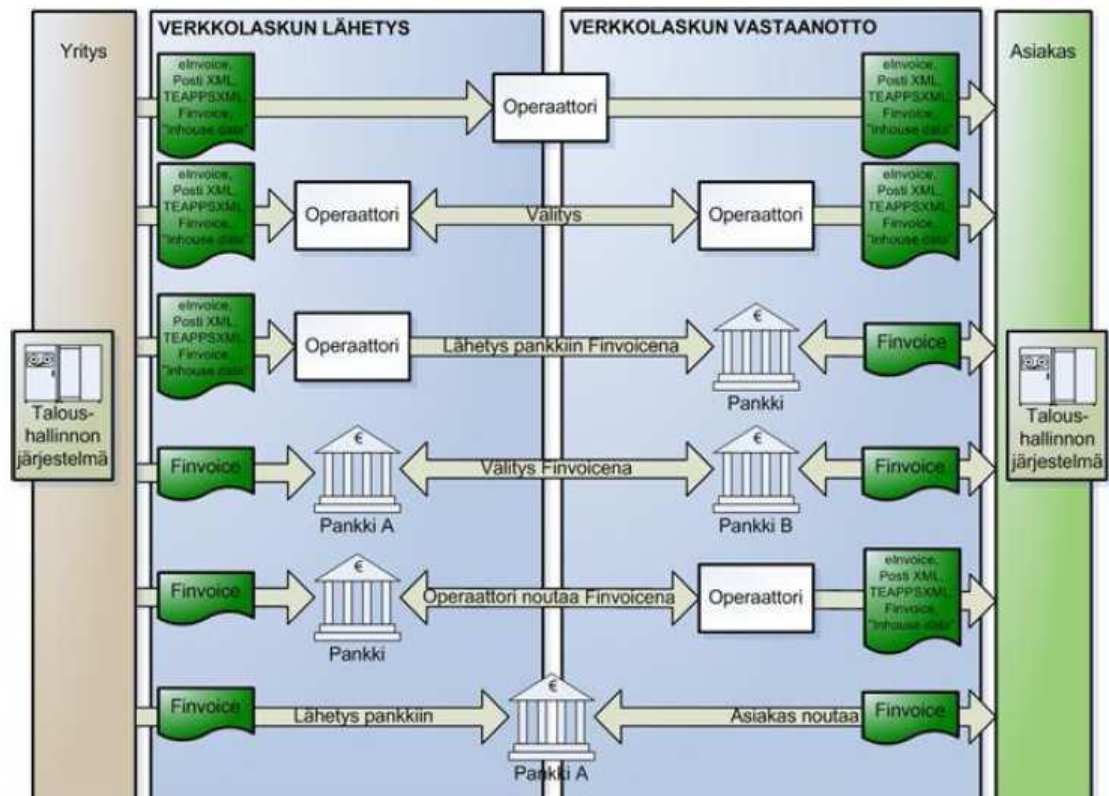 Yritys
VERKKOLASKUN LÄHETYS
VERKKOLASKUN VASTAANOTTO
Asiakas
eInvoice,
Posti XML,
TEAPPSXML,
Finvoice,
"Inhouse data"
Operaattori
eInvoice,
Posti XML,
TEAPPSXML,
Finvoice,
"Inhouse data"
eInvoice,
Posti XML,
TEAPPSXML,
Finvoice,
"Inhouse data"
Operaattori
Välitys
Operaattori
eInvoice,
Posti XML,
TEAPPSXML,
Finvoice,
"Inhouse data"
eInvoice,
Posti XML,
TEAPPSXML,
Finvoice,
"Inhouse data"
Operaattori
Lähetys pankkiin Finvoicena
€
Pankki
Finvoice
Talous-
hallinnon
järjestelmä
Talous-
hallinnon
järjestelmä
Finvoice
€
Pankki A
Välitys Finvoicena
€
Pankki B
Finvoice
Finvoice
€
Pankki
Operaattori noutaa Finvoicena
Operaattori
eInvoice,
Posti XML,
TEAPPSXML,
Finvoice,
"Inhouse data"
Finvoice
Lähetys pankkiin
€
Pankki A
Asiakas noutaa
Finvoice